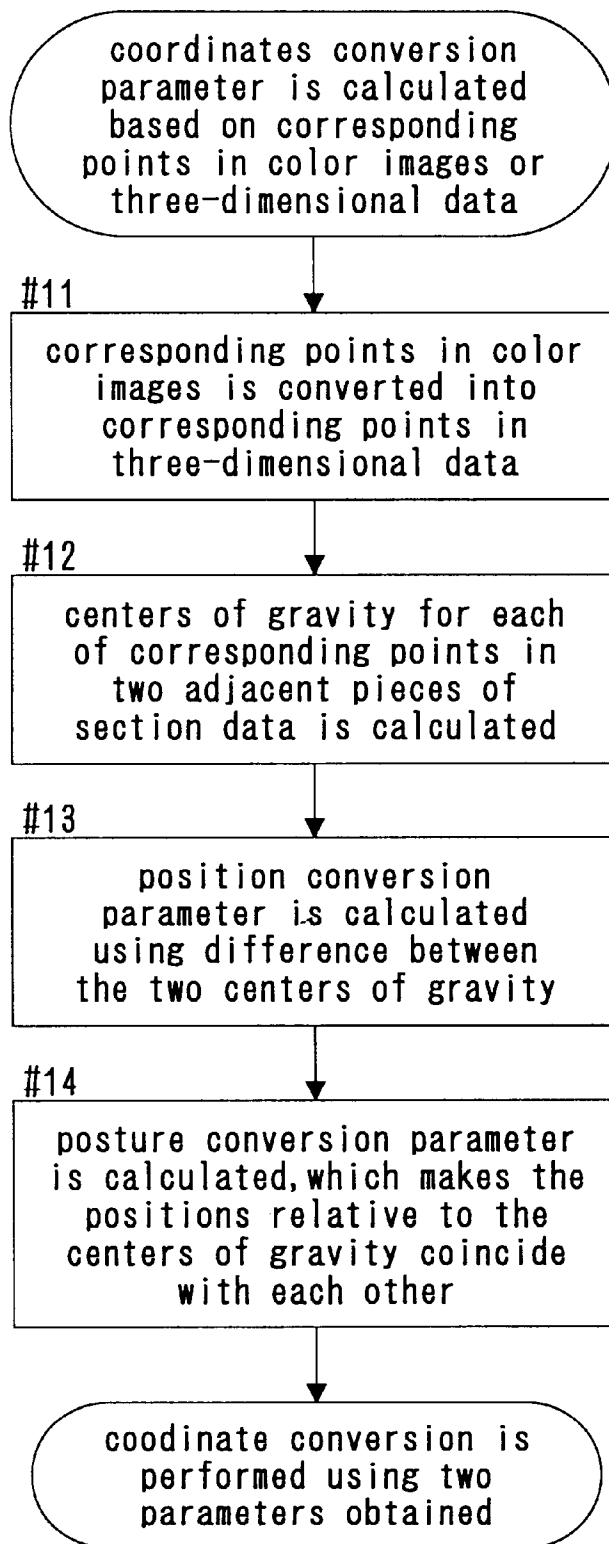 coordinates conversion
parameter is calculated
based on corresponding
points in color images or
three-dimensional data
#11
corresponding points in color
images is converted into
corresponding points in
three-dimensional data
#12
centers of gravity for each
of corresponding points in
two adjacent pieces of
section data is calculated
#13
position conversion
parameter is calculated
using difference between
the two centers of gravity
#14
posture conversion parameter
is calculated, which makes the
positions relative to the
centers of gravity coincide
with each other
coodinate conversion is
performed using two
parameters obtained